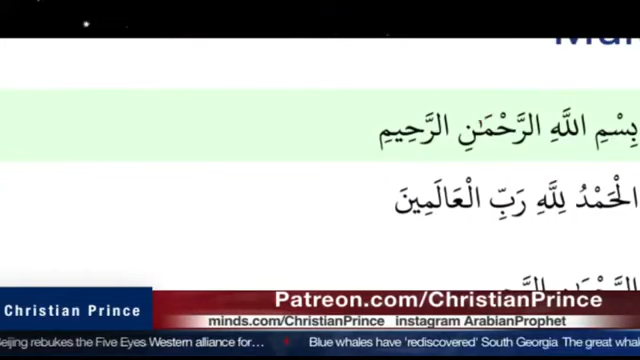 بِسْمِ اللَّهِ الرَّحْمَٰنِ الرَّحِيمِ
الْحَمْدُ لِلَّهِ رَبِّ الْعَالَمِينَ
Christian Prince
Patreon.com/ChristianPrince
minds.com/ChristianPrince instagram ArabianProphet
Beijing rebukes the Five Eyes Western alliance for... Blue whales have 'rediscovered' South Georgia The great wha